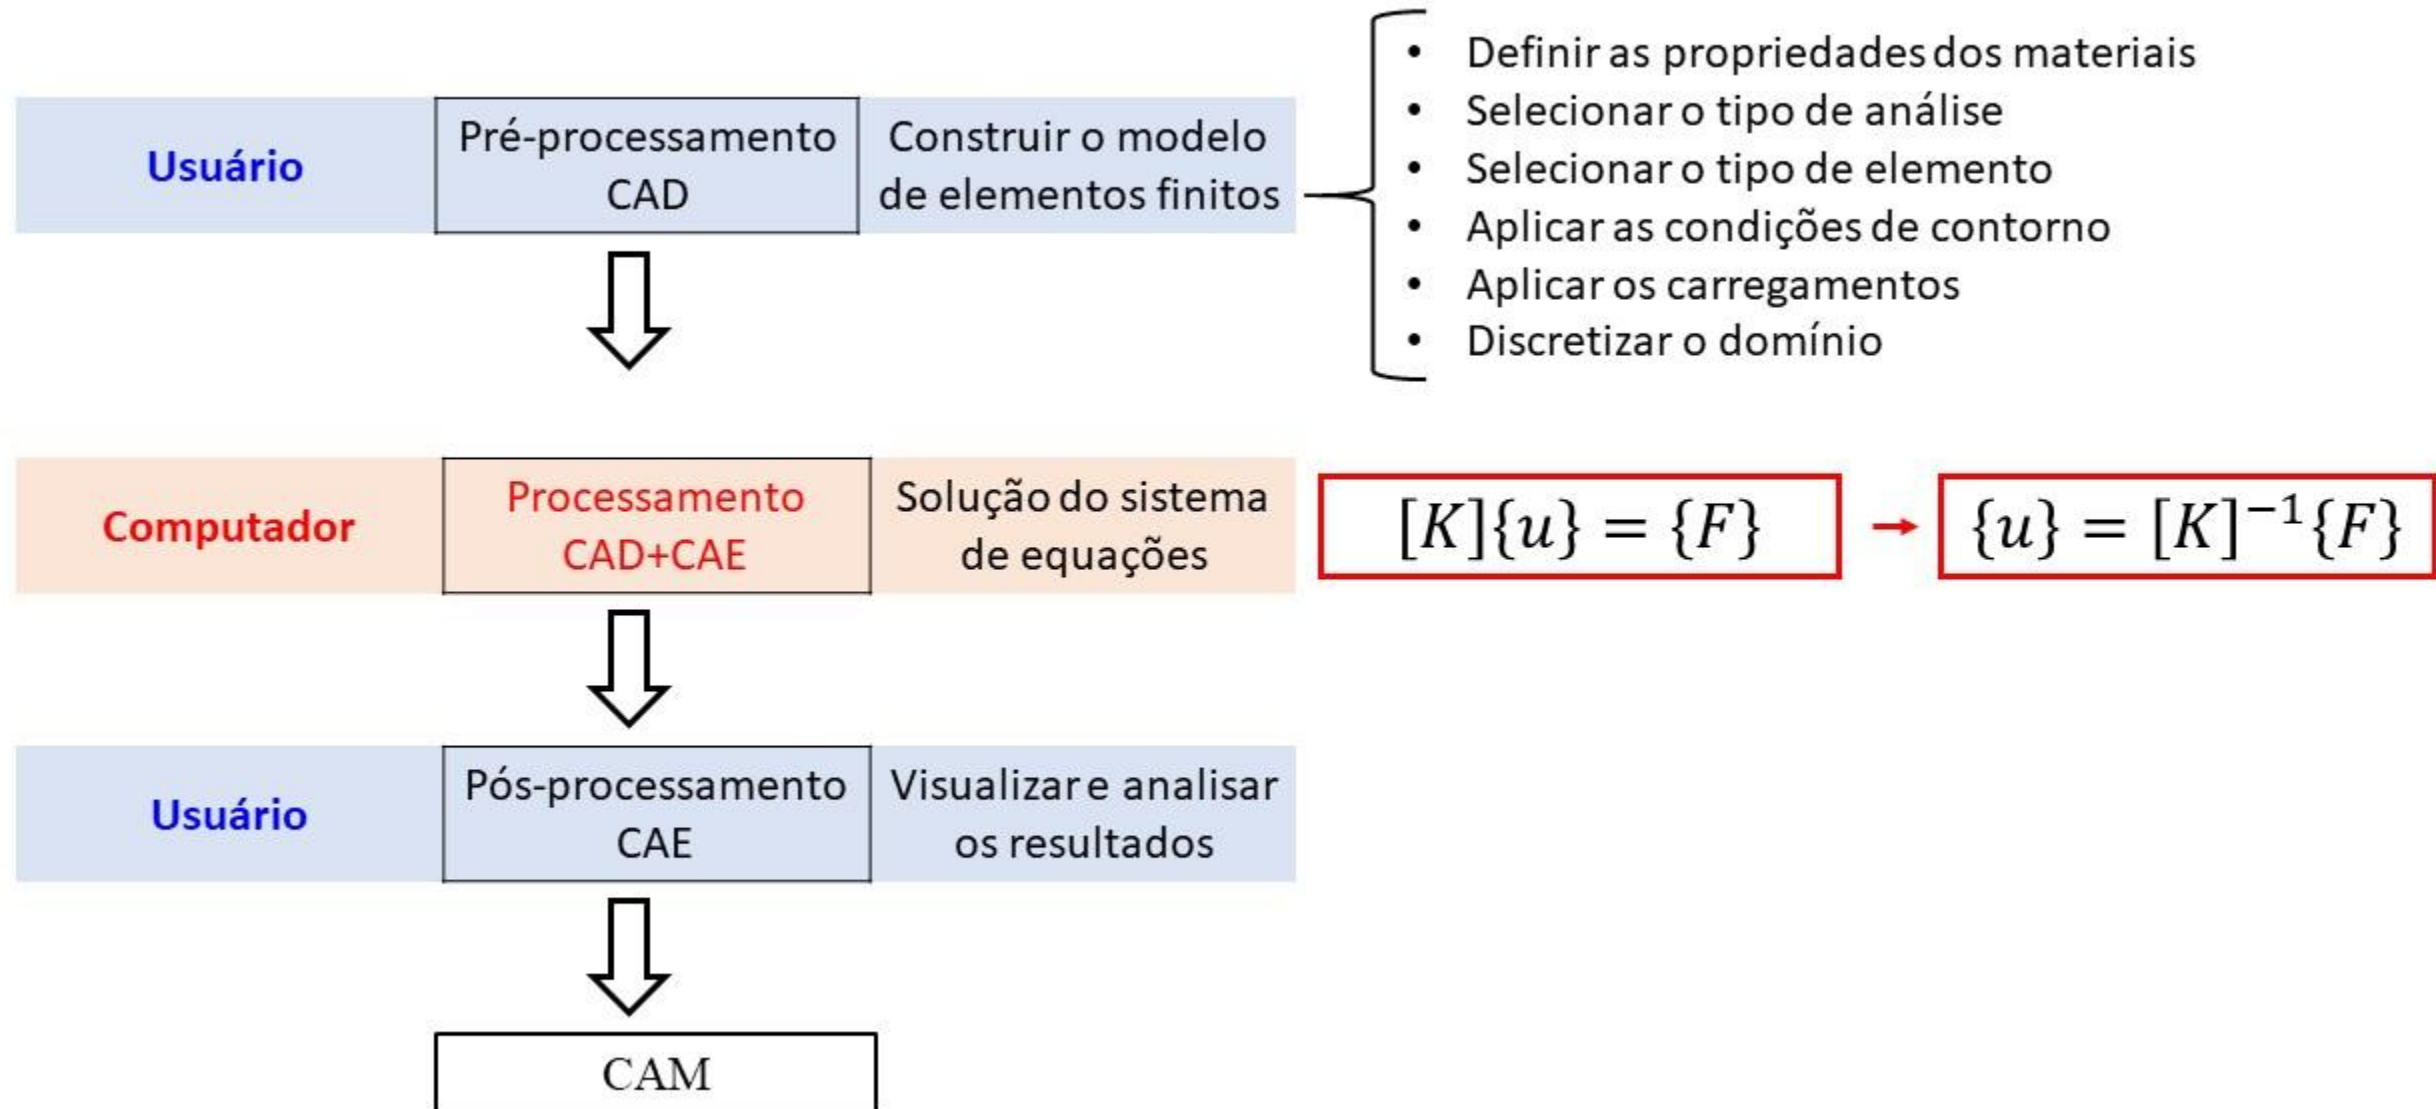 Usuário
Pré-processamento
CAD
Construir o modelo
de elementos finitos
• Definir as propriedades dos materiais
• Selecionar o tipo de análise
• Selecionar o tipo de elemento
• Aplicar as condições de contorno
• Aplicar os carregamentos
• Discretizar o domínio
Computador
Processamento
CAD+CAE
Solução do sistema
de equações
[K]{u} = {F}
{u} = [K]⁻¹{F}
Usuário
Pós-processamento
CAE
Visualizar e analisar
os resultados
CAM